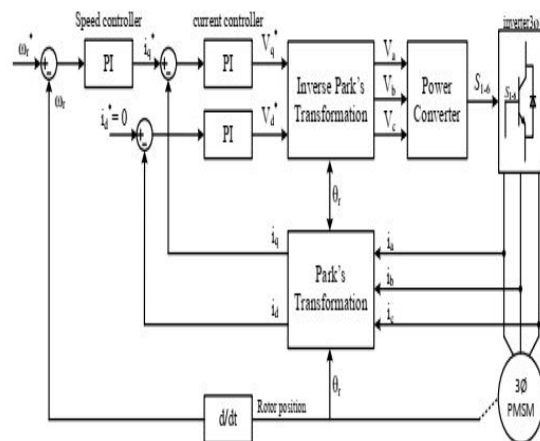 Speed controller
current controller
inverter3φ
ωr*
PI
iq*
PI
Vq*
Inverse Park's
Transformation
Va
Vb
Vc
Power
Converter
S1-6
S1-6
ωr
id* = 0
PI
Vd*
θr
iq
id
Park's
Transformation
ia
ib
ic
θr
d/dt
Rotor position
3Ø
PMSM